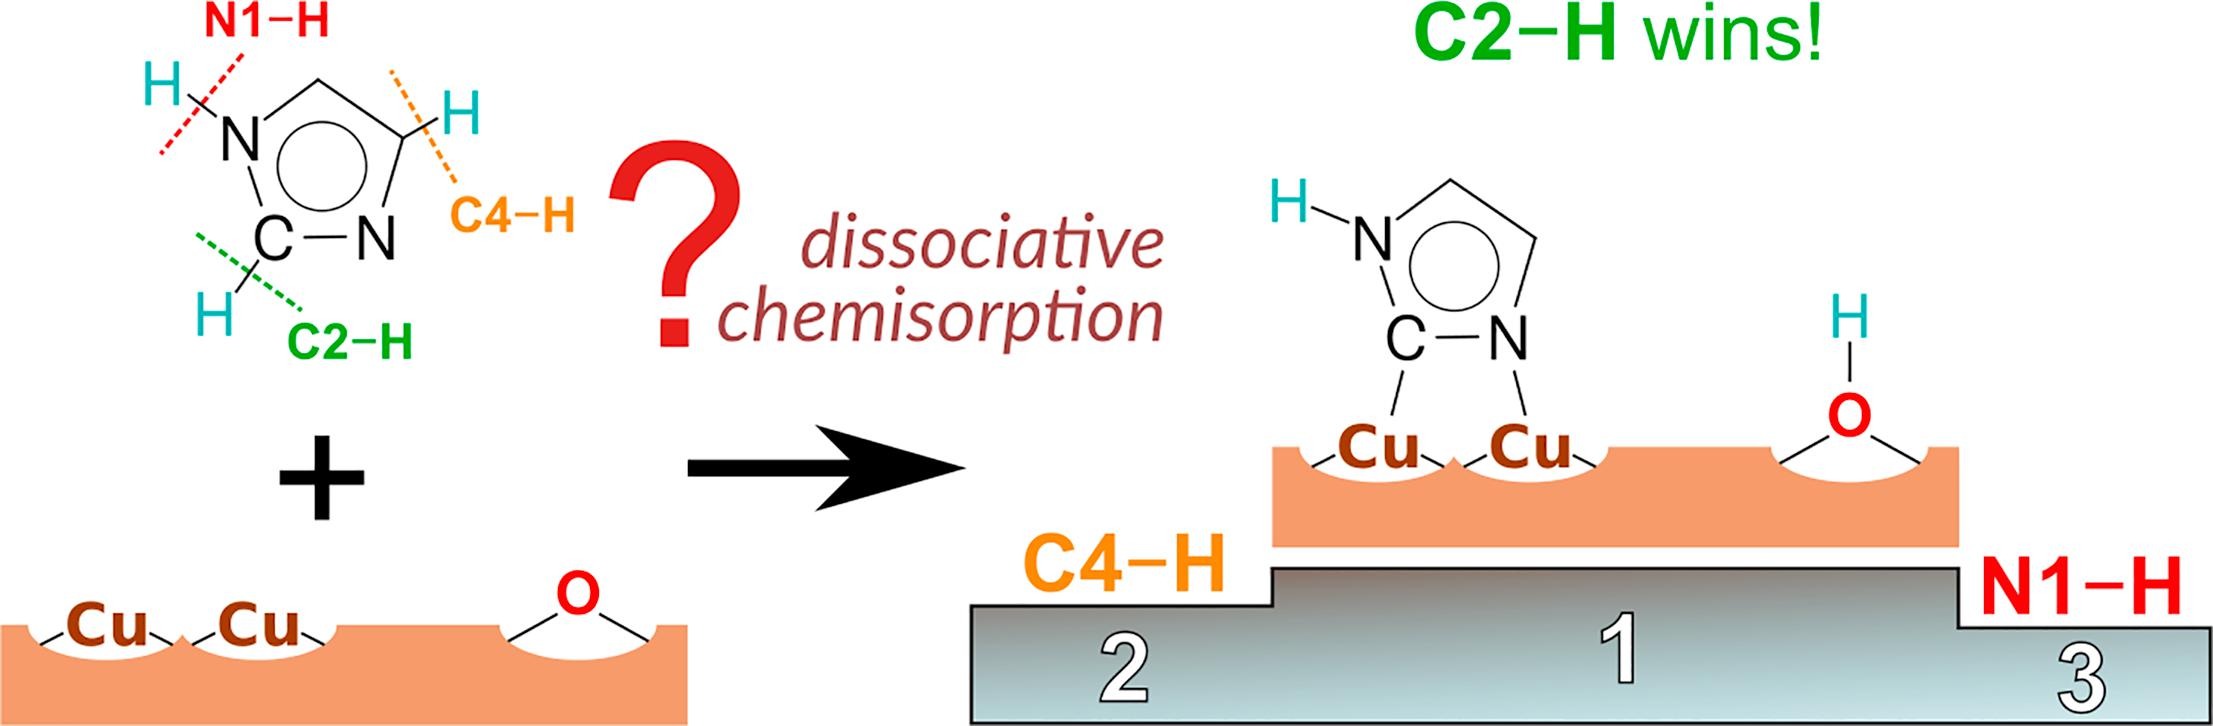 N1–H
H
H
N
C4–H
C
N
H
C2–H
?
dissociative
chemisorption
+
Cu
Cu
O
C2–H wins!
H
N
C
N
H
O
Cu
Cu
C4–H
N1–H
2
1
3